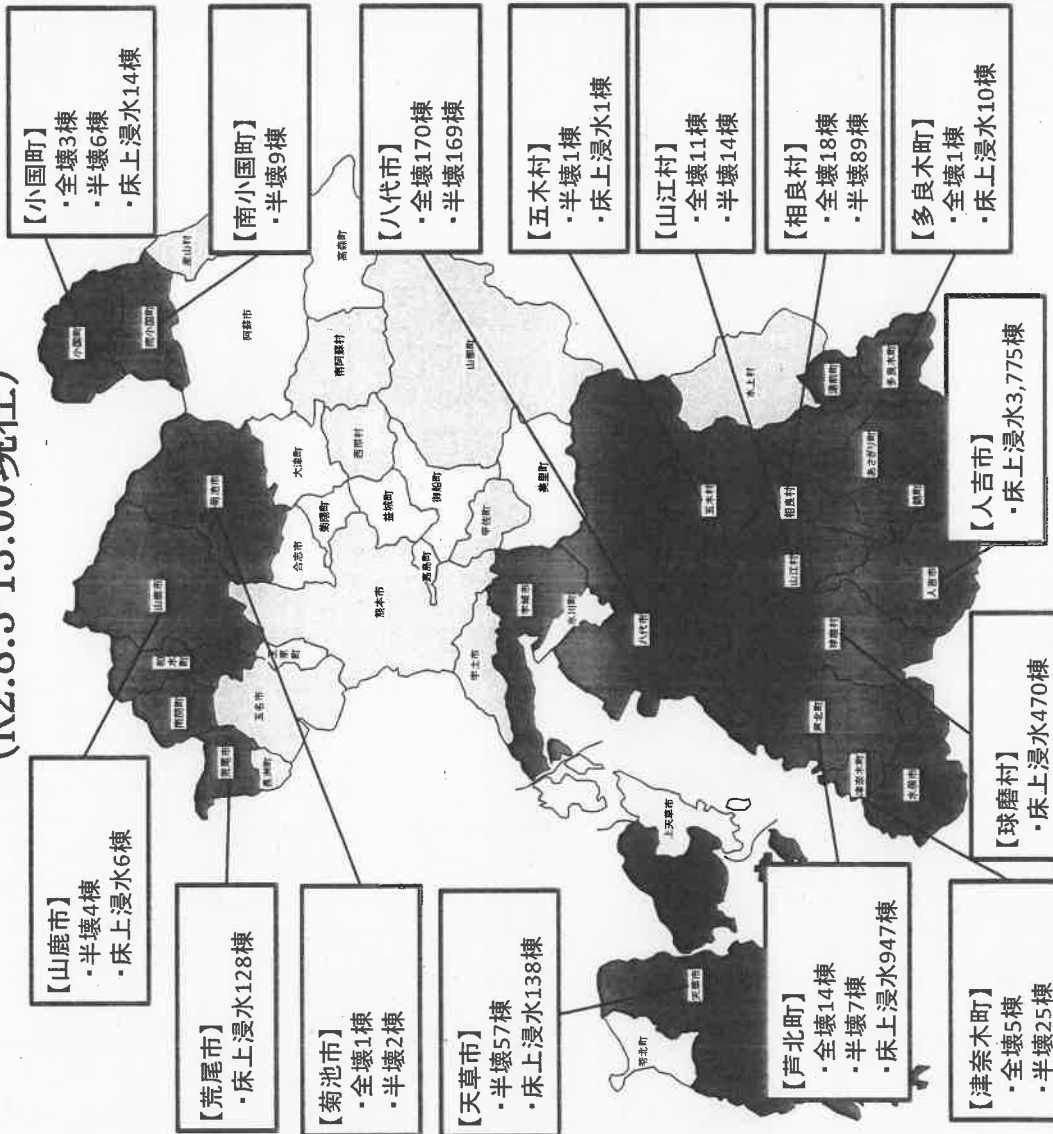 (R2.8.3 13:00現在)
【小国町】
・全壊3棟
・半壊6棟
・床上浸水14棟
【南小国町】
・半壊9棟
【八代市】
・全壊170棟
・半壊169棟
【五木村】
・半壊1棟
・床上浸水1棟
【山江村】
・全壊11棟
・半壊14棟
【相良村】
・全壊18棟
・半壊89棟
【多良木町】
・全壊1棟
・床上浸水10棟
【人吉市】
・床上浸水3,775棟
【球磨村】
・床上浸水470棟
【山鹿市】
・半壊4棟
・床上浸水6棟
【荒尾市】
・床上浸水128棟
【菊池市】
・全壊1棟
・半壊2棟
【天草市】
・半壊57棟
・床上浸水138棟
【芦北町】
・全壊14棟
・半壊7棟
・床上浸水947棟
【津奈木町】
・全壊5棟
・半壊25棟
小国町
南小国町
産山村
阿蘇市
高森町
南阿蘇村
山都町
菊池市
山鹿市
和水町
南関町
荒尾市
長洲町
玉名市
玉東町
合志市
大津町
菊陽町
西原村
益城町
熊本市
嘉島町
御船町
甲佐町
美里町
宇土市
宇城市
氷川町
八代市
五木村
水上村
湯前町
多良木町
相良村
あさぎり町
山江村
錦町
人吉市
球磨村
芦北町
津奈木町
水俣市
上天草市
天草市
苓北町